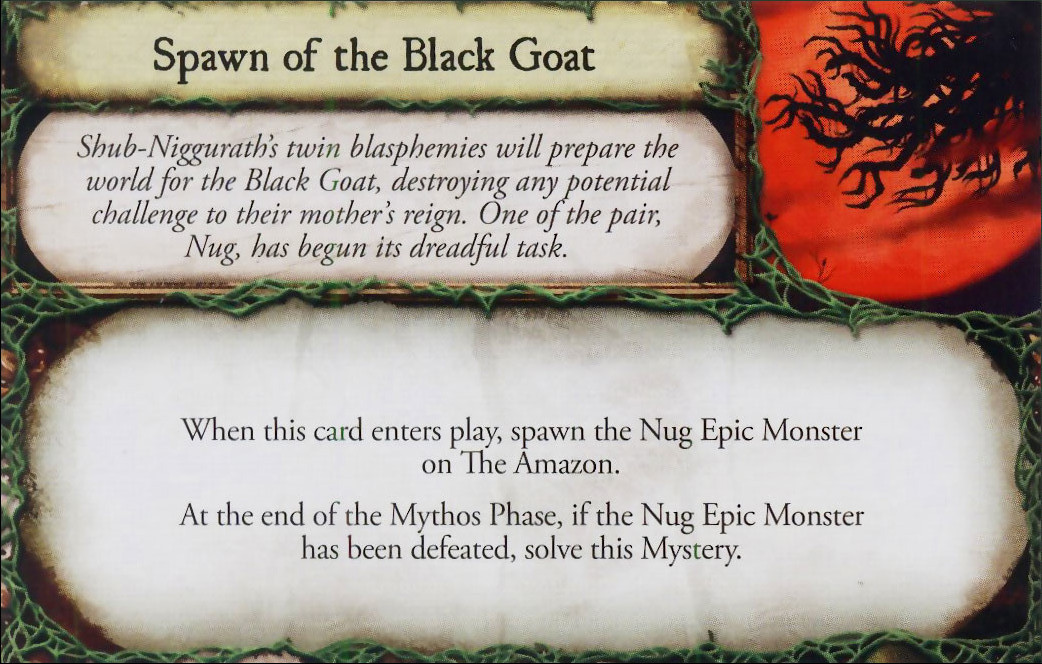 Spawn of the Black Goat
Shub-Niggurath's twin blasphemies will prepare the
world for the Black Goat, destroying any potential
challenge to their mother's reign. One of the pair,
Nug, has begun its dreadful task.
When this card enters play, spawn the Nug Epic Monster
on The Amazon.
At the end of the Mythos Phase, if the Nug Epic Monster
has been defeated, solve this Mystery.